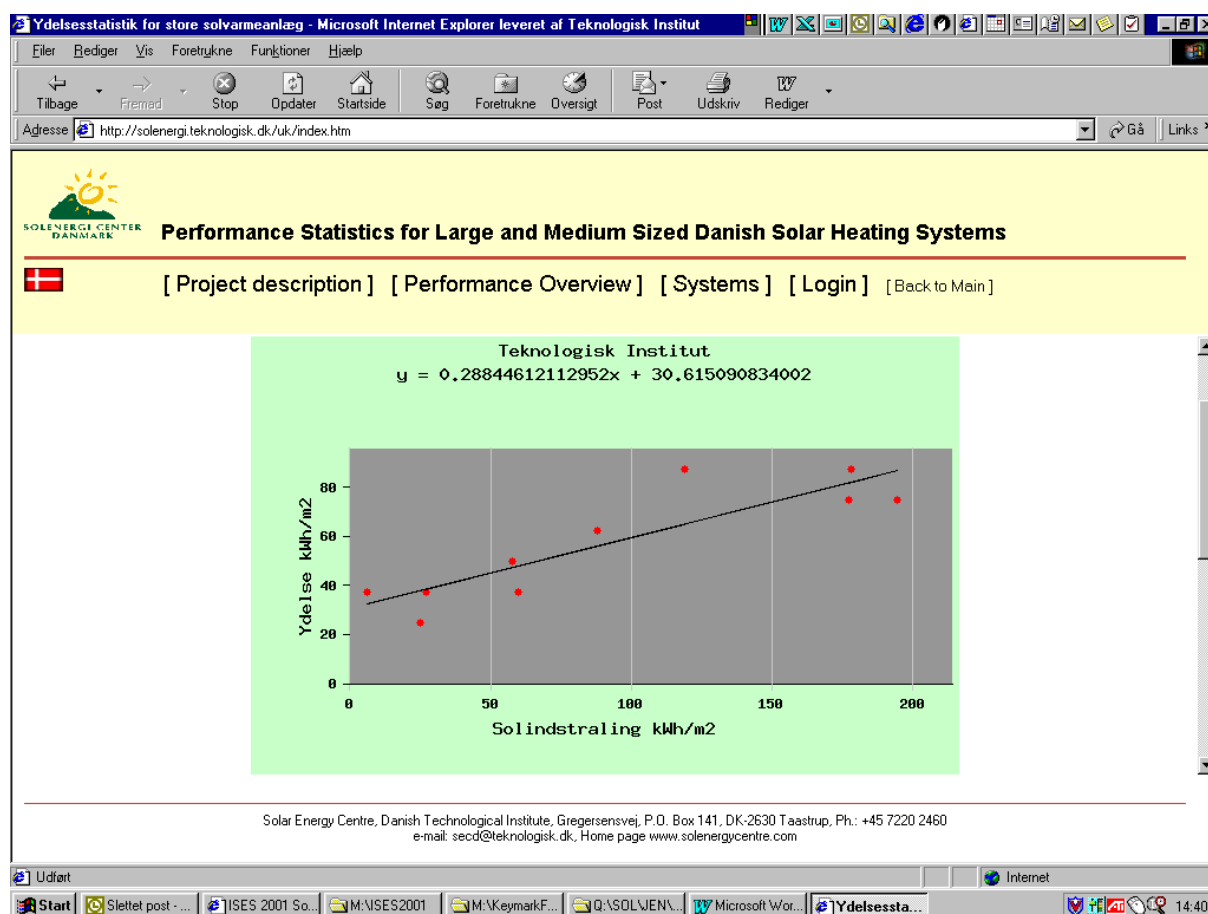 Ydelsesstatistik for store solvarmeanlæg - Microsoft Internet Explorer leveret af Teknologisk Institut
Filer Rediger Vis Foretrukne Funktioner Hjælp
Tilbage Fremad Stop Opdater Startside Søg Foretrukne Oversigt Post Udskriv Rediger
Adresse http://solenergi.teknologisk.dk/uk/index.htm Gå Links
SOLENERGI CENTER
DANMARK
Performance Statistics for Large and Medium Sized Danish Solar Heating Systems
[ Project description ] [ Performance Overview ] [ Systems ] [ Login ] [ Back to Main ]
Teknologisk Institut
y = 0.28844612112952x + 30.615090834002
80
60
40
20
0
Ydelse kWh/m2
0 50 100 150 200
Solindstraling kWh/m2
Solar Energy Centre, Danish Technological Institute, Gregersensvej, P.O. Box 141, DK-2630 Taastrup, Ph.: +45 7220 2460
e-mail: secd@teknologisk.dk, Home page www.solenergycentre.com
Udført Internet
Start Slettet post - ... ISES 2001 So... M:\ISES2001 M:\KeymarkF... Q:\SOL\JEN\... Microsoft Wor... Ydelsessta... 14:40